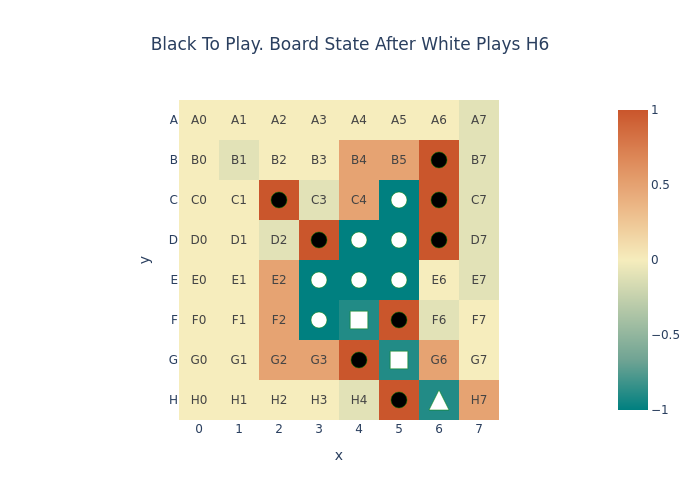 Black To Play. Board State After White Plays H6
A A0 A1 A2 A3 A4 A5 A6 A7
B B0 B1 B2 B3 B4 B5 B7
C C0 C1 C3 C4 C7
D D0 D1 D2 D7
E E0 E1 E2 E6 E7
F F0 F1 F2 F6 F7
G G0 G1 G2 G3 G6 G7
H H0 H1 H2 H3 H4 H7
0 1 2 3 4 5 6 7
x
y
1
0.5
0
−0.5
−1